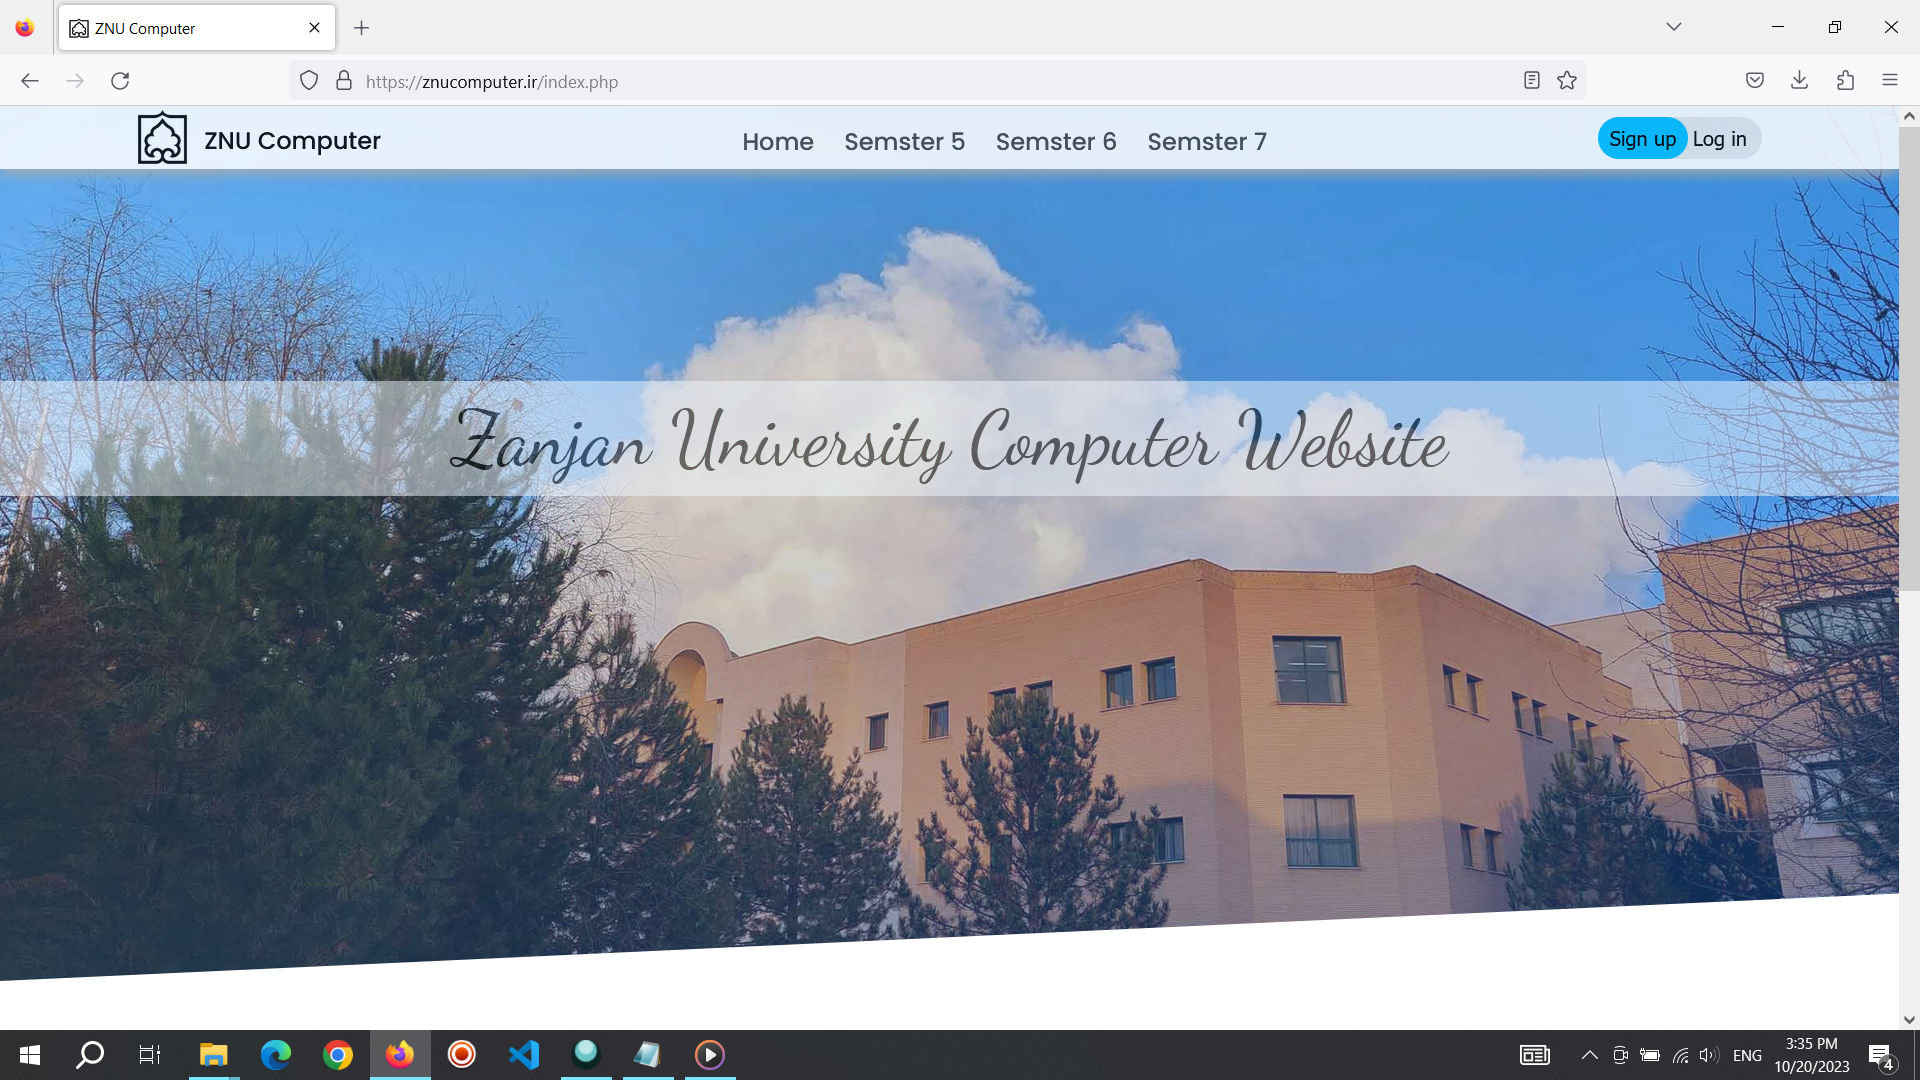 ZNU Computer
https://znucomputer.ir/index.php
ZNU Computer
Home Semster 5 Semster 6 Semster 7
Sign up Log in
Zanjan University Computer Website
ENG
3:35 PM
10/20/2023
4